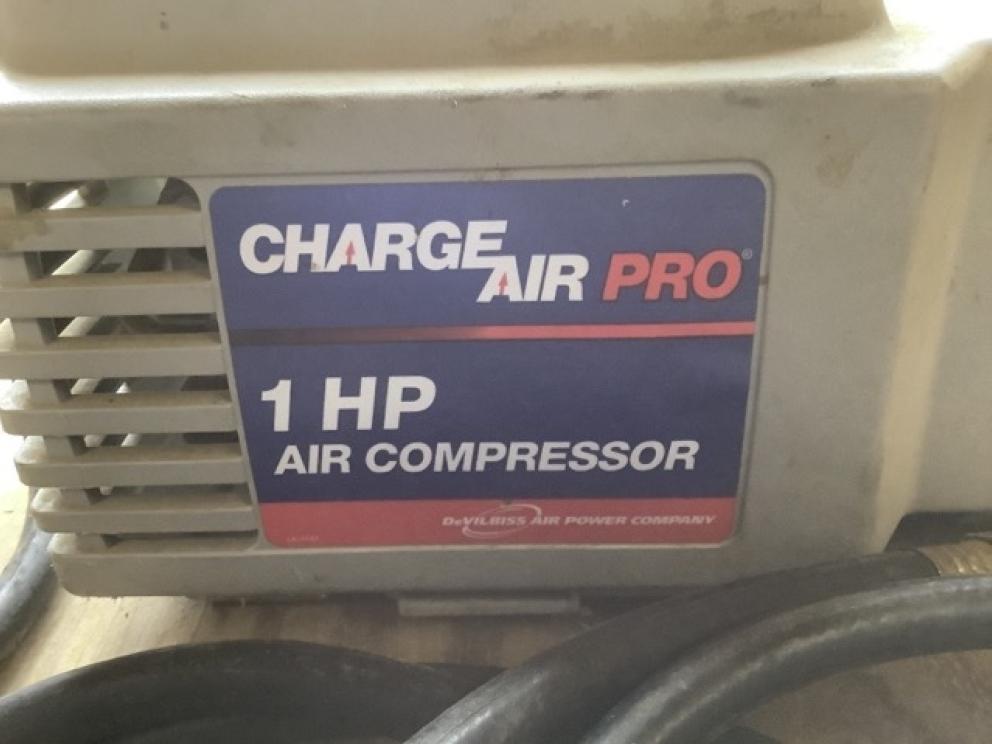 CHARGE
AIR PRO®
1 HP
AIR COMPRESSOR
DeVILBISS AIR POWER COMPANY